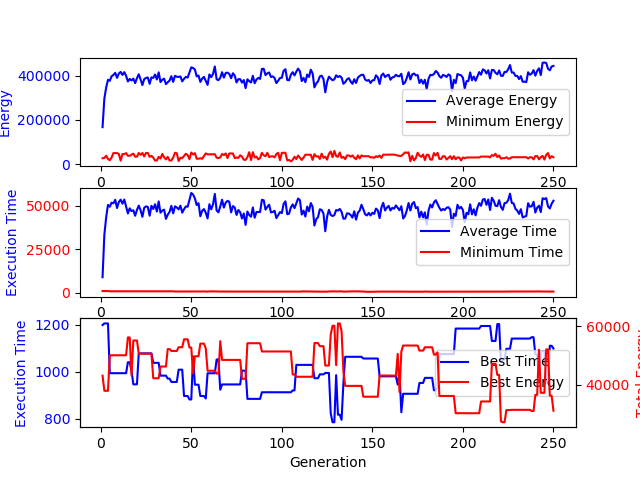 400000
200000
0
Energy
Average Energy
Minimum Energy
0 50 100 150 200 250
50000
25000
0
Execution Time
Average Time
Minimum Time
0 50 100 150 200 250
1200
1000
800
Execution Time
Best Time
Best Energy
60000
40000
Total Energy
0 50 100 150 200 250
Generation